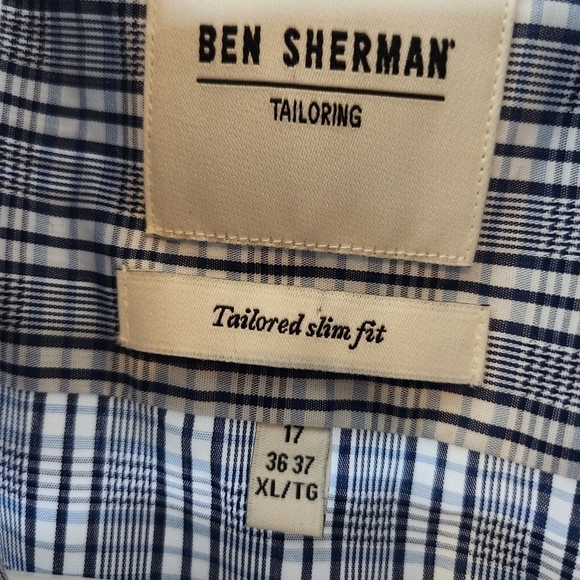 BEN SHERMAN
TAILORING
Tailored slim fit
17
36 37
XL/TG